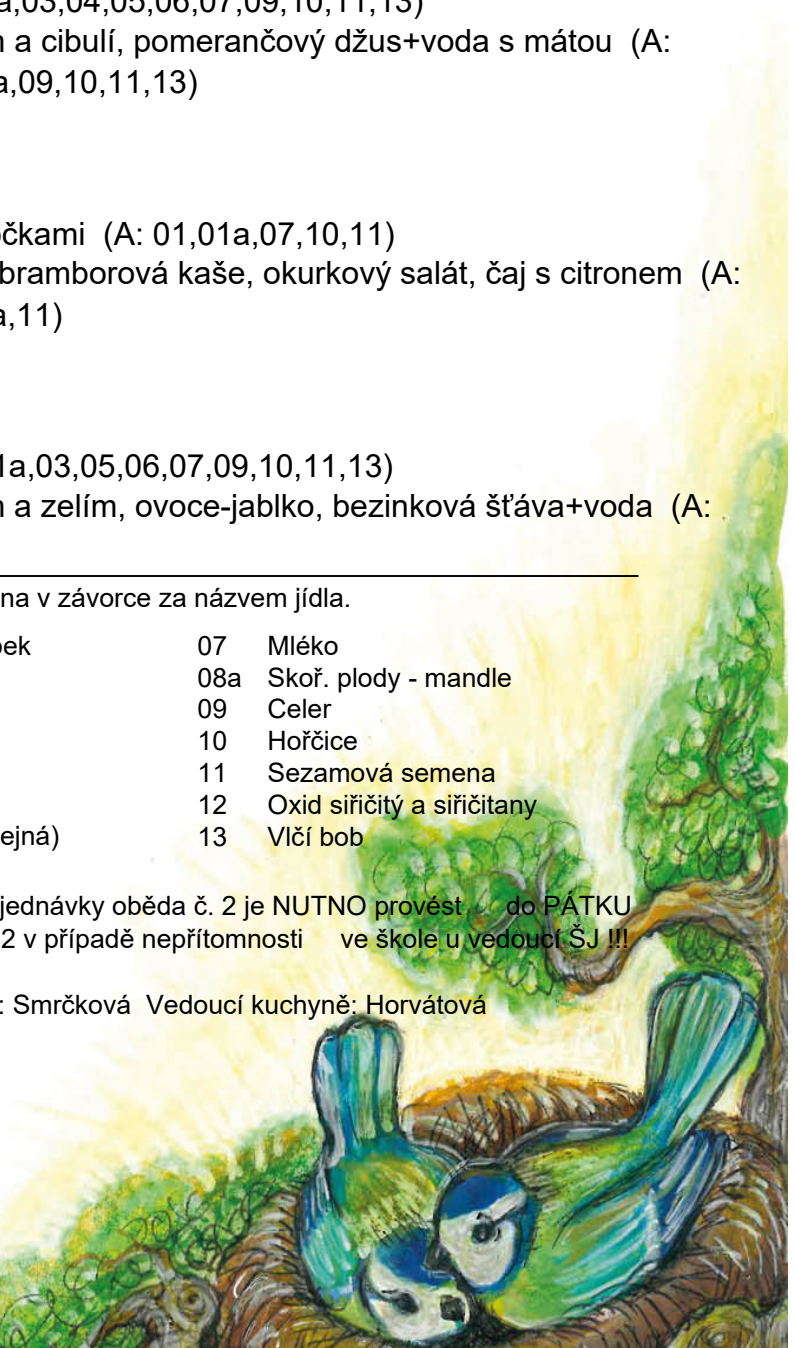 a,03,04,05,06,07,09,10,11,13)
a cibulí, pomerančový džus+voda s mátou (A:
a,09,10,11,13)
očkami (A: 01,01a,07,10,11)
bramborová kaše, okurkový salát, čaj s citronem (A:
a,11)
1a,03,05,06,07,09,10,11,13)
a zelím, ovoce-jablko, bezinková šťáva+voda (A:
na v závorce za názvem jídla.
bek 07 Mléko
08a Skoř. plody - mandle
09 Celer
10 Hořčice
11 Sezamová semena
12 Oxid siřičitý a siřičitany
ejná) 13 Vlčí bob
jednávky oběda č. 2 je NUTNO provést do PÁTKU
2 v případě nepřítomnosti ve škole u vedoucí ŠJ !!!
: Smrčková Vedoucí kuchyně: Horvátová